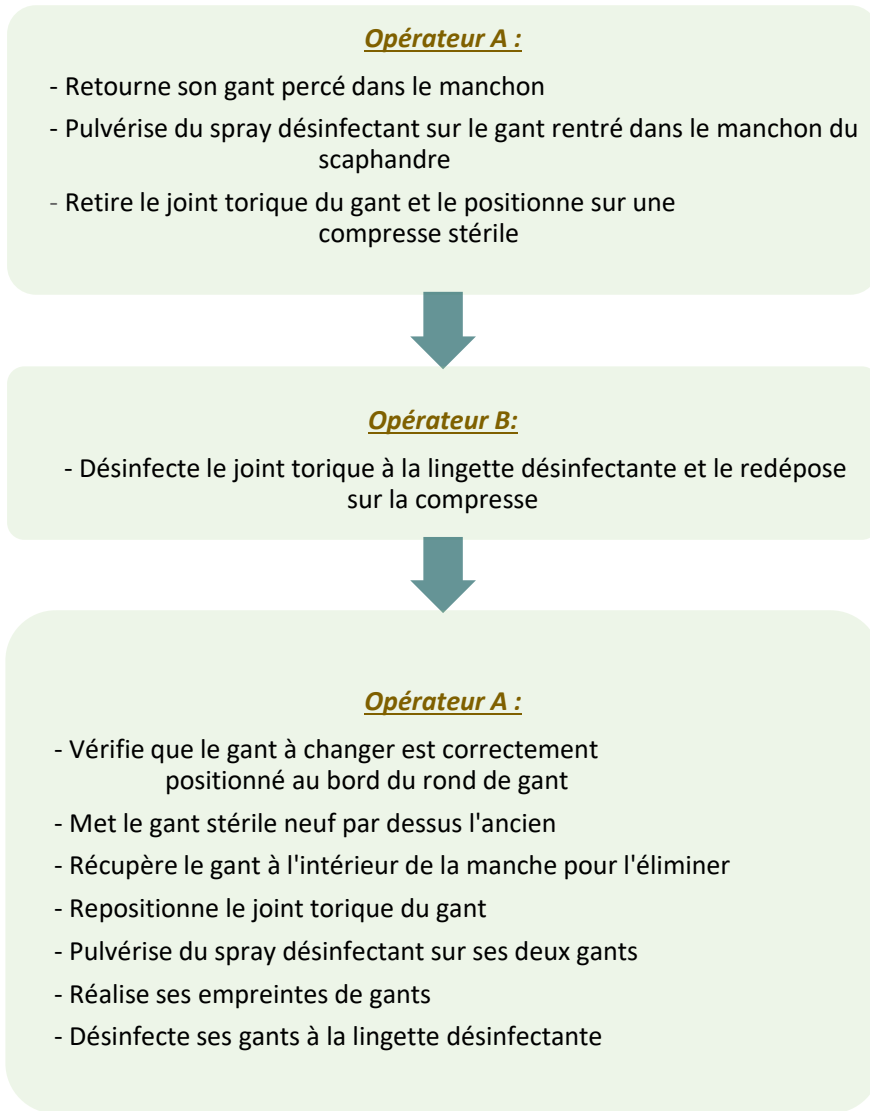 Opérateur A :
- Retourne son gant percé dans le manchon
- Pulvérise du spray désinfectant sur le gant rentré dans le manchon du
scaphandre
- Retire le joint torique du gant et le positionne sur une
compresse stérile
Opérateur B:
- Désinfecte le joint torique à la lingette désinfectante et le redépose
sur la compresse
Opérateur A :
- Vérifie que le gant à changer est correctement
positionné au bord du rond de gant
- Met le gant stérile neuf par dessus l'ancien
- Récupère le gant à l'intérieur de la manche pour l'éliminer
- Repositionne le joint torique du gant
- Pulvérise du spray désinfectant sur ses deux gants
- Réalise ses empreintes de gants
- Désinfecte ses gants à la lingette désinfectante